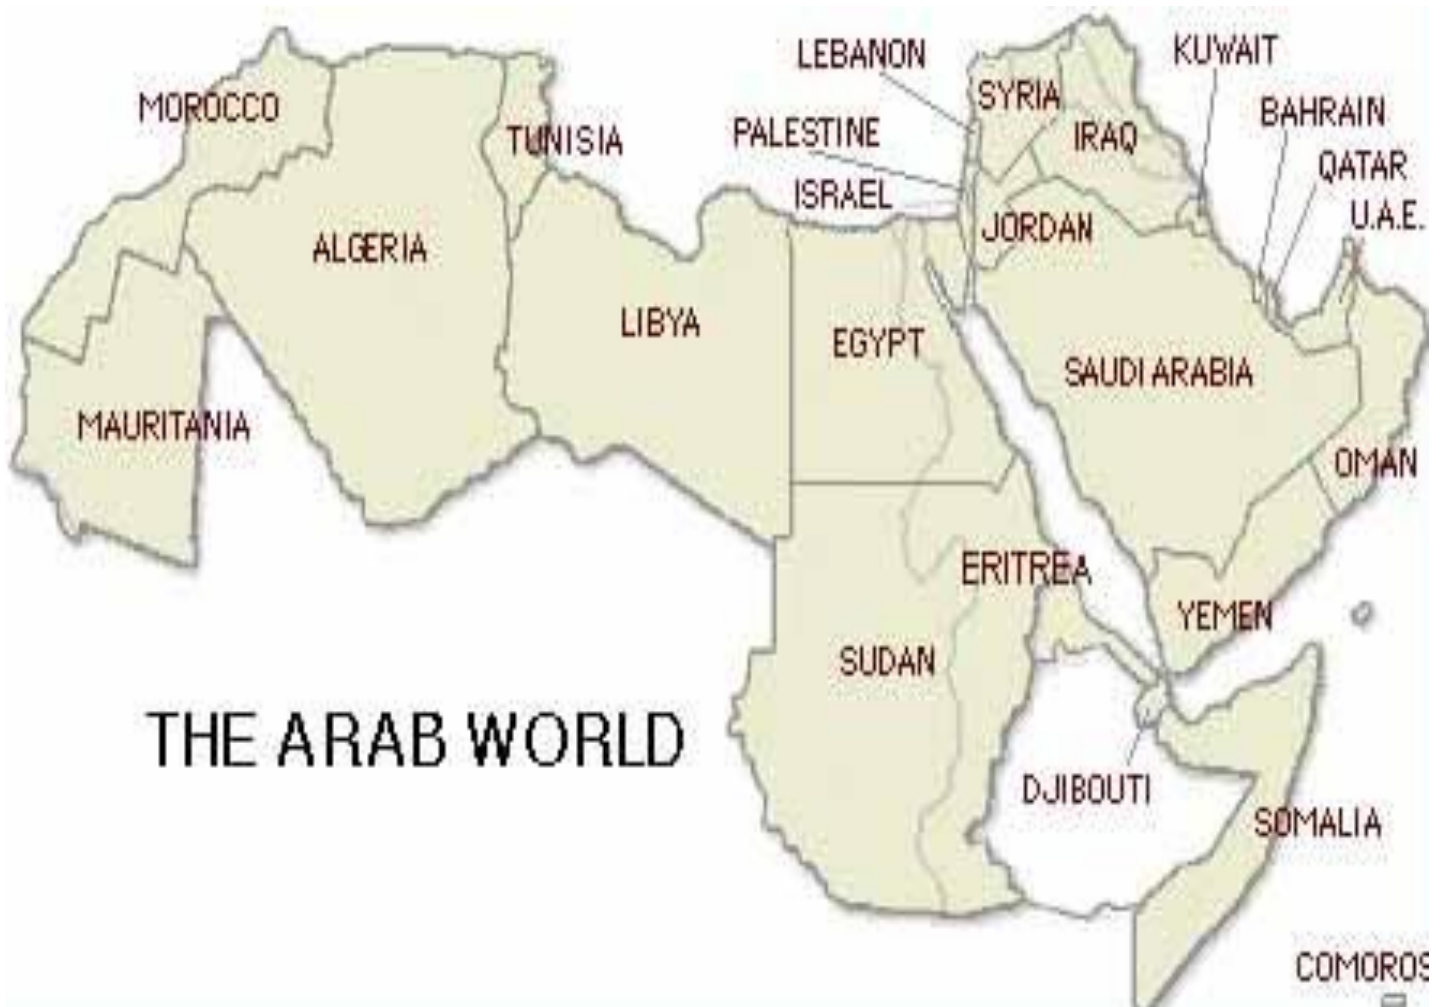 LEBANON
KUWAIT
SYRIA
MOROCCO
BAHRAIN
PALESTINE
TUNISIA
IRAQ
QATAR
ISRAEL
U.A.E.
JORDAN
ALGERIA
LIBYA
EGYPT
SAUDI ARABIA
MAURITANIA
OMAN
ERITREA
YEMEN
SUDAN
THE ARAB WORLD
DJIBOUTI
SOMALIA
COMOROS